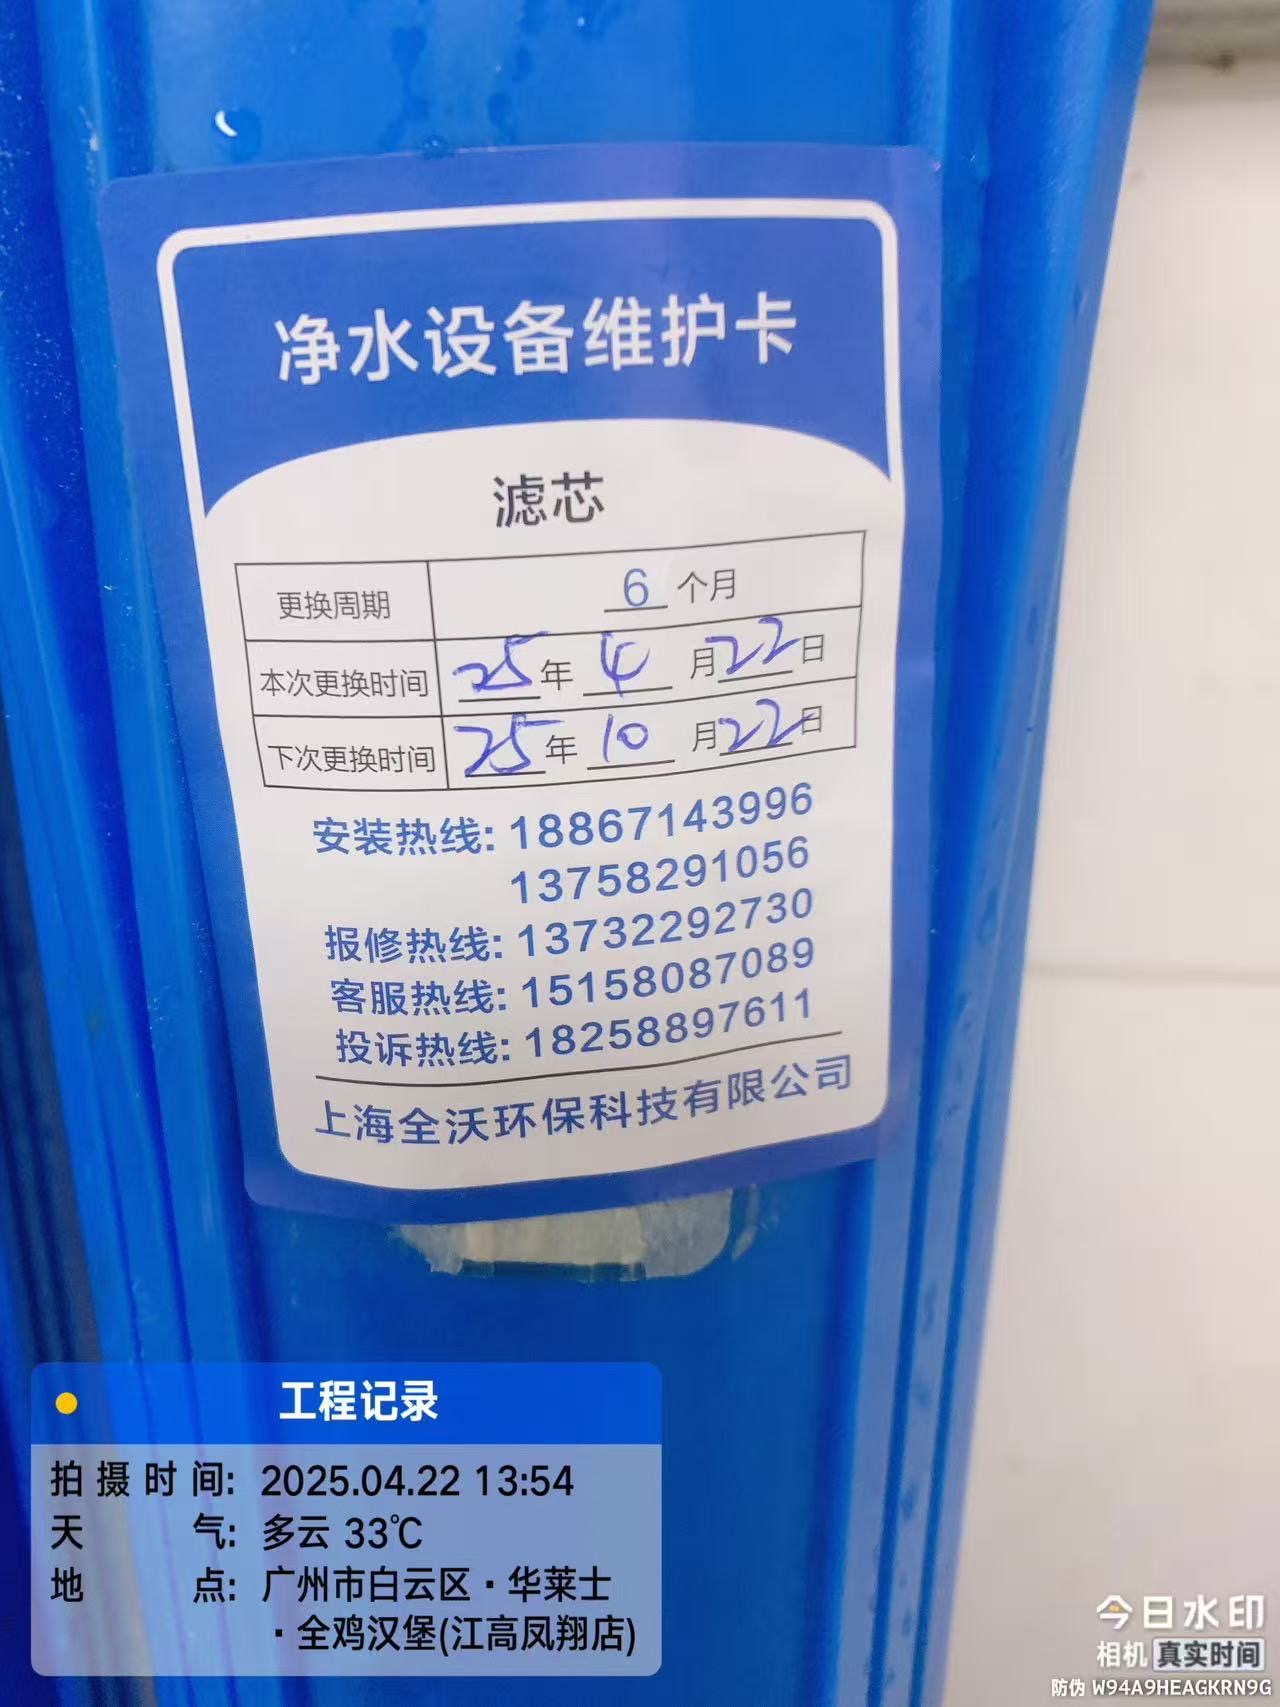 净水设备维护卡
滤芯
更换周期 6 个月
本次更换时间 25 年 4 月 22 日
下次更换时间 25 年 10 月 22 日
安装热线: 18867143996
13758291056
报修热线: 13732292730
客服热线: 15158087089
投诉热线: 18258897611
上海全沃环保科技有限公司
工程记录
拍摄时间: 2025.04.22 13:54
天气: 多云 33℃
地点: 广州市白云区·华莱士
·全鸡汉堡(江高凤翔店)
今日水印
相机 真实时间
防伪 W94A9HEAGKRN9G